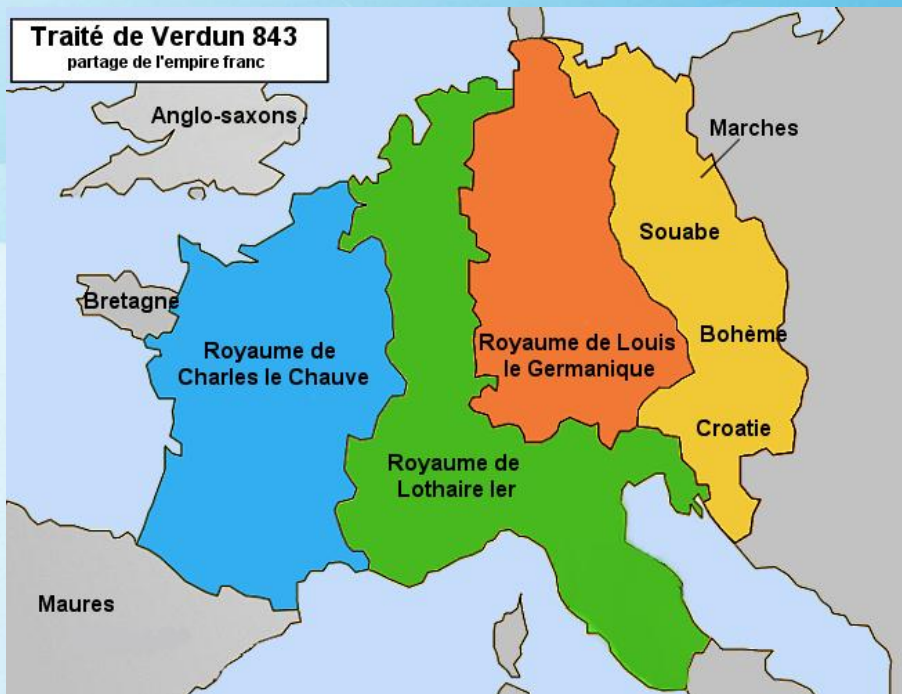 Traité de Verdun 843
partage de l'empire franc
Anglo-saxons
Marches
Souabe
Bretagne
Bohème
Royaume de
Charles le Chauve
Royaume de Louis
le Germanique
Croatie
Royaume de
Lothaire Ier
Maures